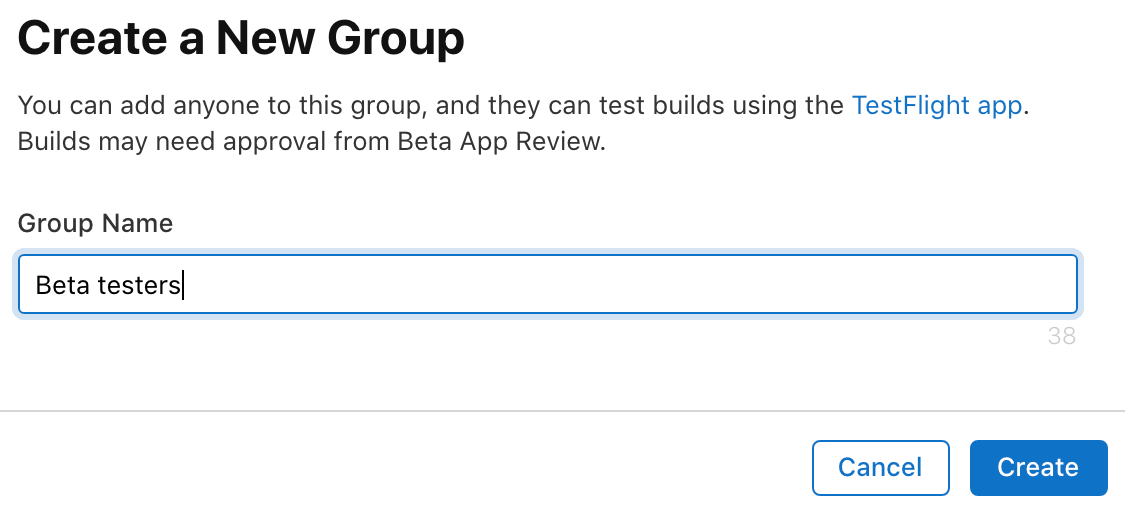 Create a New Group
You can add anyone to this group, and they can test builds using the TestFlight app.
Builds may need approval from Beta App Review.
Group Name
Beta testers
38
Cancel
Create